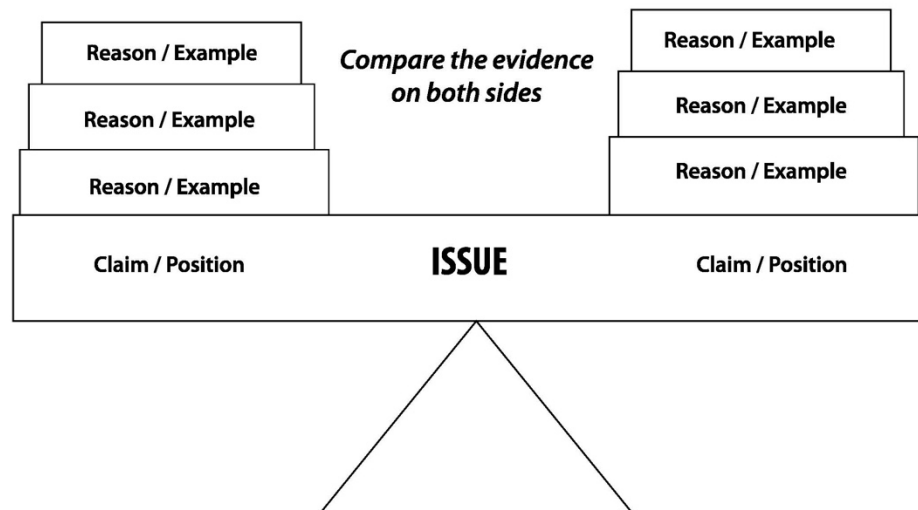 Reason / Example
Reason / Example
Reason / Example
Compare the evidence
on both sides
Reason / Example
Reason / Example
Reason / Example
Claim / Position
ISSUE
Claim / Position